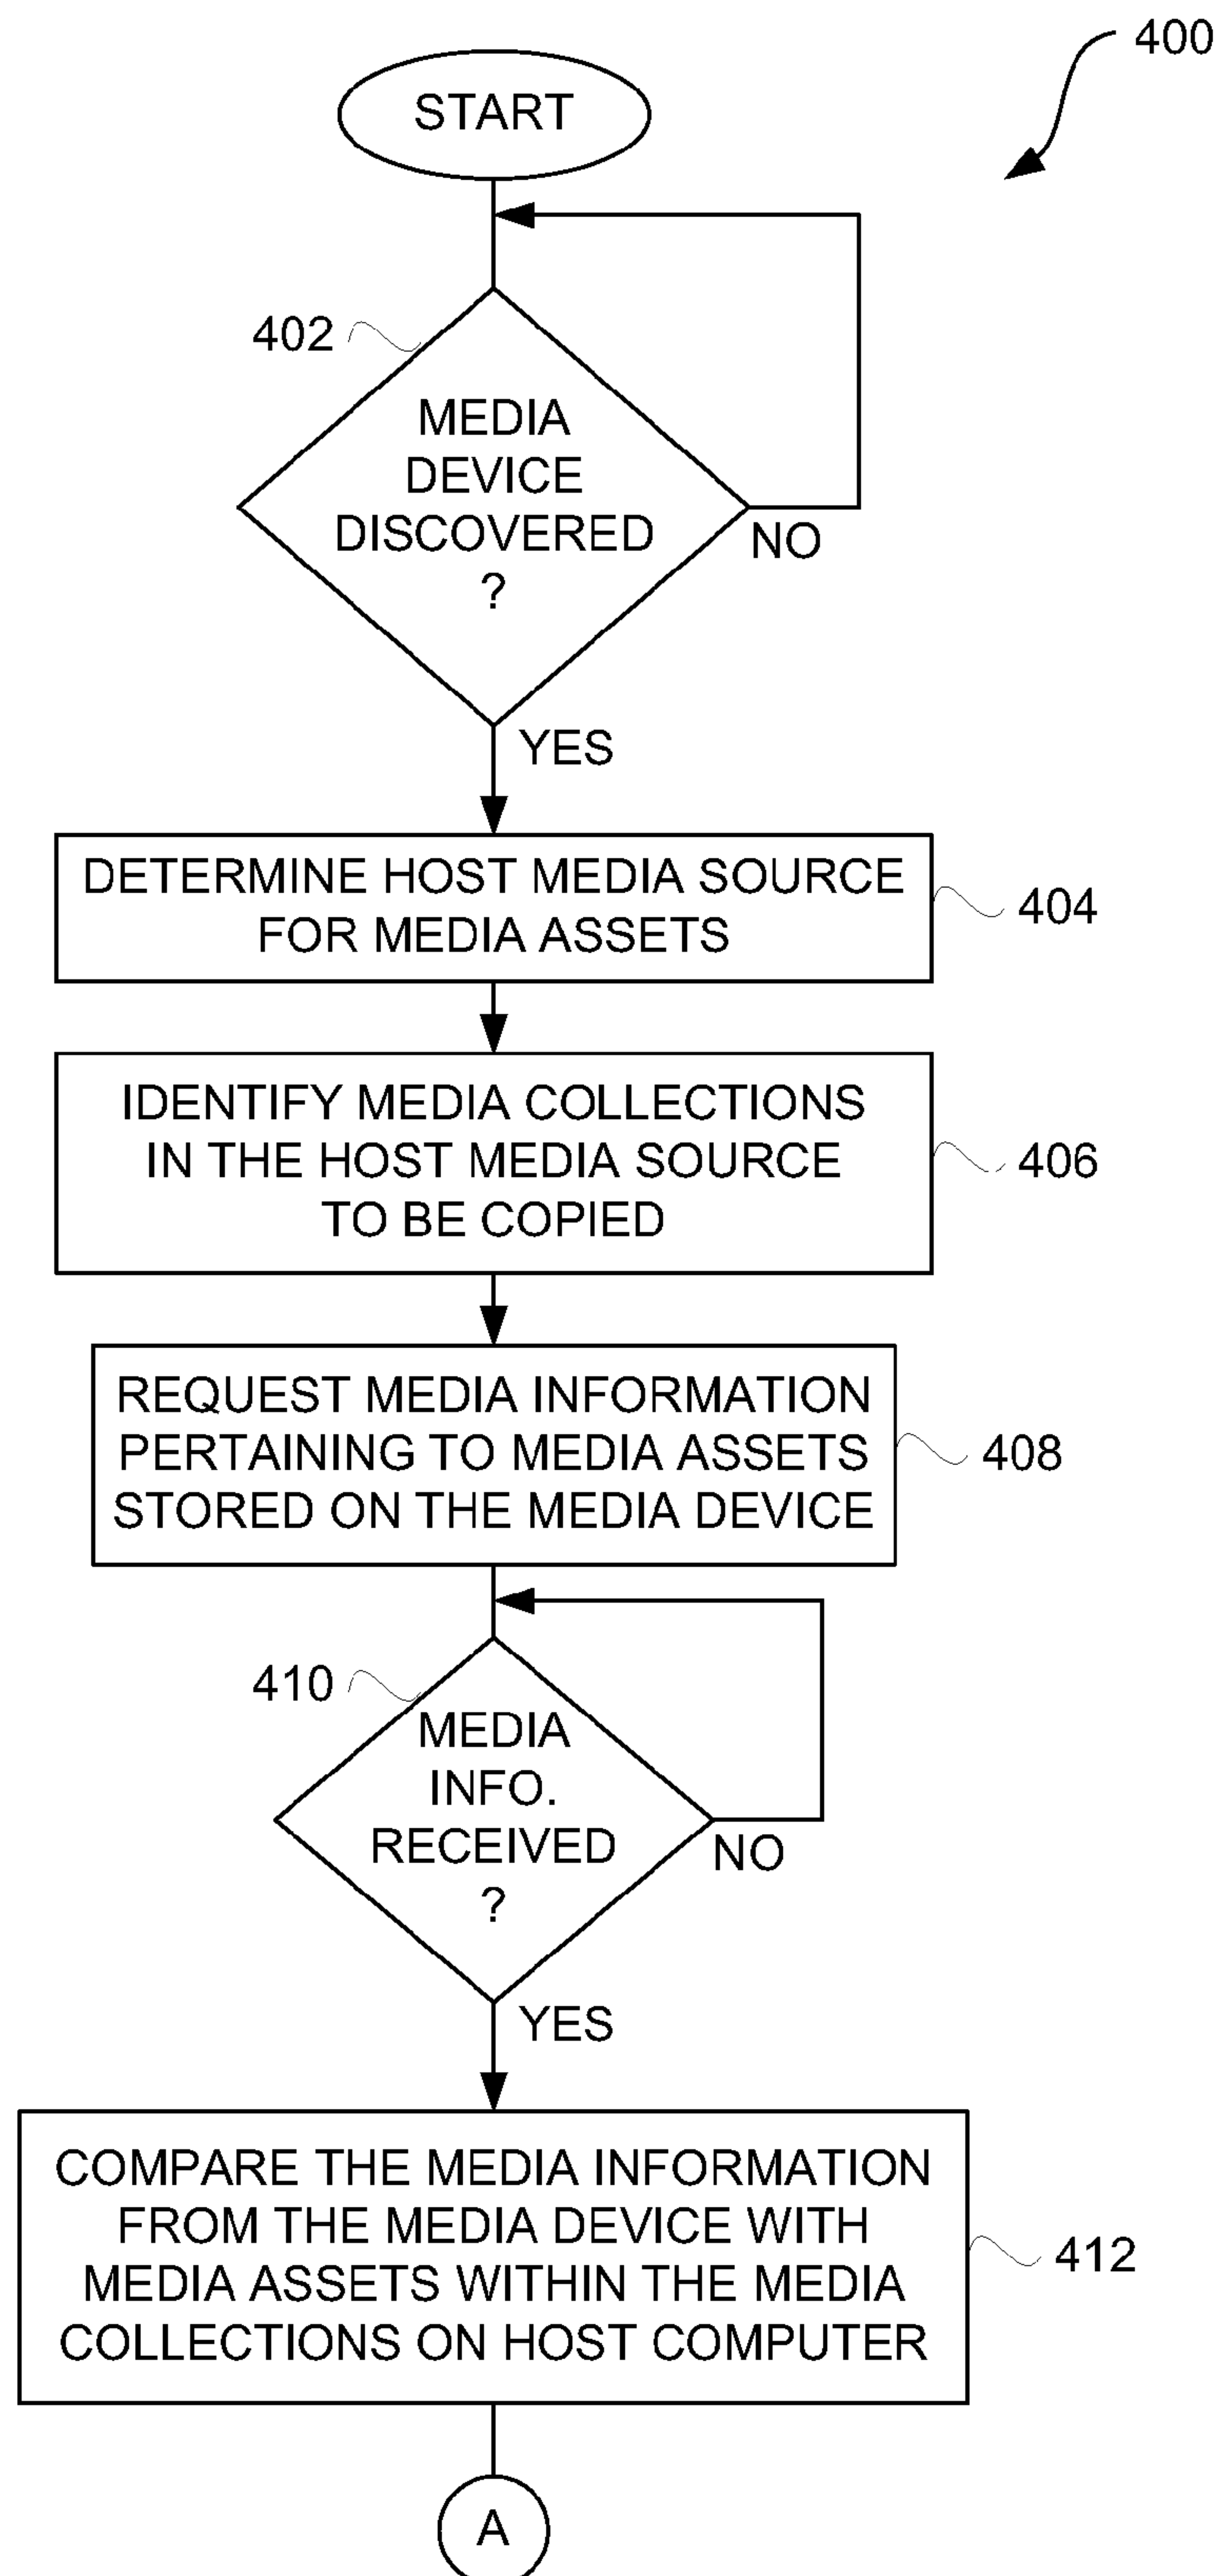 400
START
402
MEDIA
DEVICE
DISCOVERED
?
NO
YES
DETERMINE HOST MEDIA SOURCE
FOR MEDIA ASSETS
404
IDENTIFY MEDIA COLLECTIONS
IN THE HOST MEDIA SOURCE
TO BE COPIED
406
REQUEST MEDIA INFORMATION
PERTAINING TO MEDIA ASSETS
STORED ON THE MEDIA DEVICE
408
410
MEDIA
INFO.
RECEIVED
?
NO
YES
COMPARE THE MEDIA INFORMATION
FROM THE MEDIA DEVICE WITH
MEDIA ASSETS WITHIN THE MEDIA
COLLECTIONS ON HOST COMPUTER
412
A